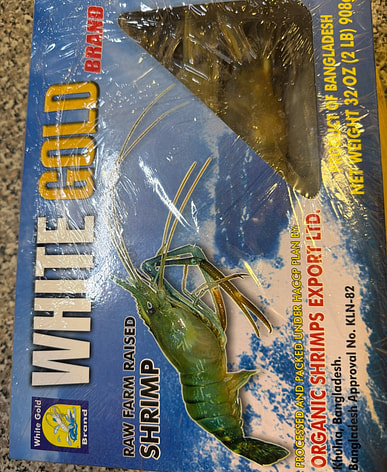 WHITE GOLD
BRAND
PRODUCT OF BANGLADESH
NET WEIGHT 32OZ (2 LB) 908g
White Gold
Brand
RAW FARM RAISED
SHRIMP
PROCESSED AND PACKED UNDER HACCP PLAN BY
ORGANIC SHRIMPS EXPORT LTD.
Khulna, Bangladesh.
Bangladesh Approval No. KLN-82